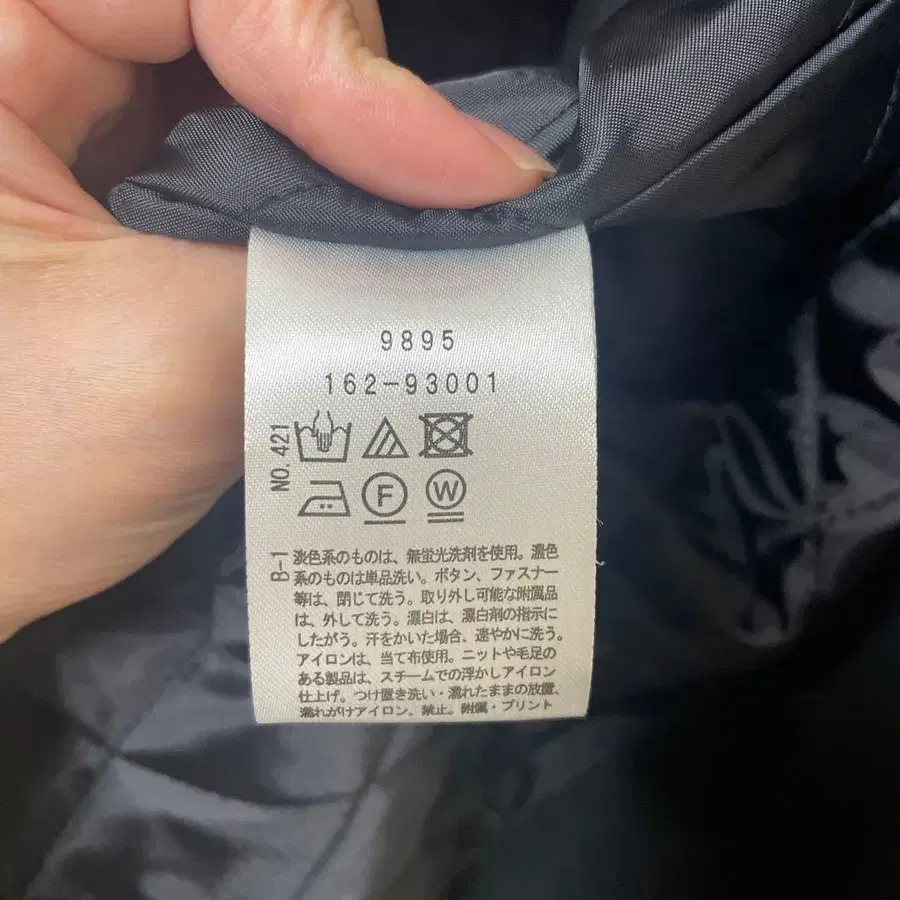 9895
162-93001
NO. 421
F
W
B-1
淡色系のものは、無蛍光洗剤を使用。濃色
系のものは単品洗い。ボタン、ファスナー
等は、閉じて洗う。取り外し可能な附属品
は、外して洗う。漂白は、漂白剤の指示に
したがう。汗をかいた場合、速やかに洗う。
アイロンは、当て布使用。ニットや毛足の
ある製品は、スチームでの浮かしアイロン
仕上げ。つけ置き洗い・濡れたままの放置、
濡れがけアイロン、禁止。附属・プリント